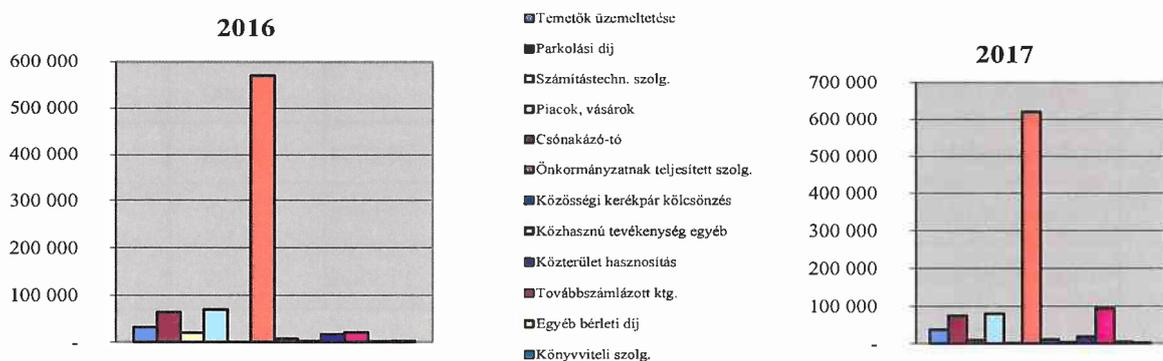 2016
600 000
500 000
400 000
300 000
200 000
100 000
-
Temetők üzemeltetése
Parkolási díj
Számítástechn. szolg.
Piacok, vásárok
Csónakázó-tó
Önkormányzatnak teljesített szolg.
Közösségi kerékpár kölcsönzés
Közhasznú tevékenység egyéb
Közterület hasznosítás
Továbbszámlázott ktg.
Egyéb bérleti díj
Könyvviteli szolg.
2017
700 000
600 000
500 000
400 000
300 000
200 000
100 000
-